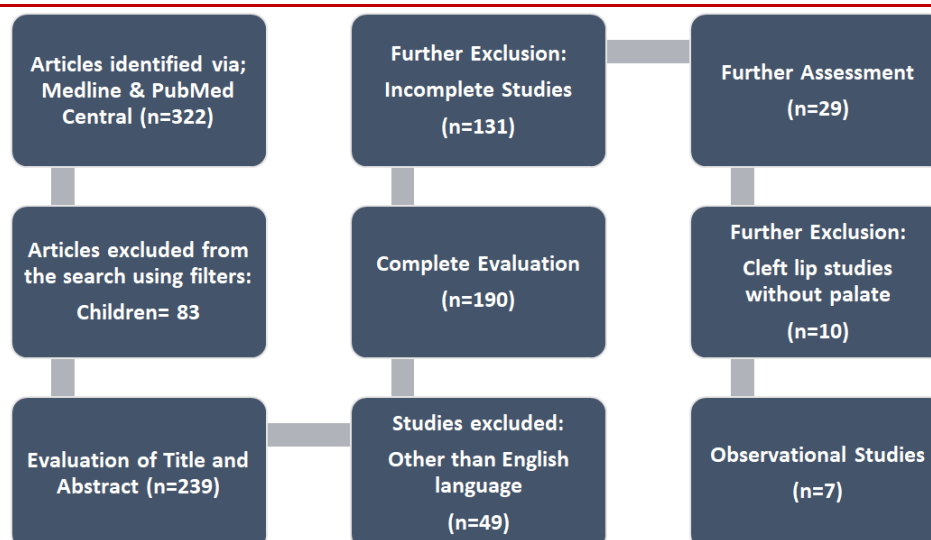 Articles identified via;
Medline & PubMed
Central (n=322)
Articles excluded from
the search using filters:
Children= 83
Evaluation of Title and
Abstract (n=239)
Studies excluded:
Other than English
language
(n=49)
Complete Evaluation
(n=190)
Further Exclusion:
Incomplete Studies
(n=131)
Further Assessment
(n=29)
Further Exclusion:
Cleft lip studies
without palate
(n=10)
Observational Studies
(n=7)